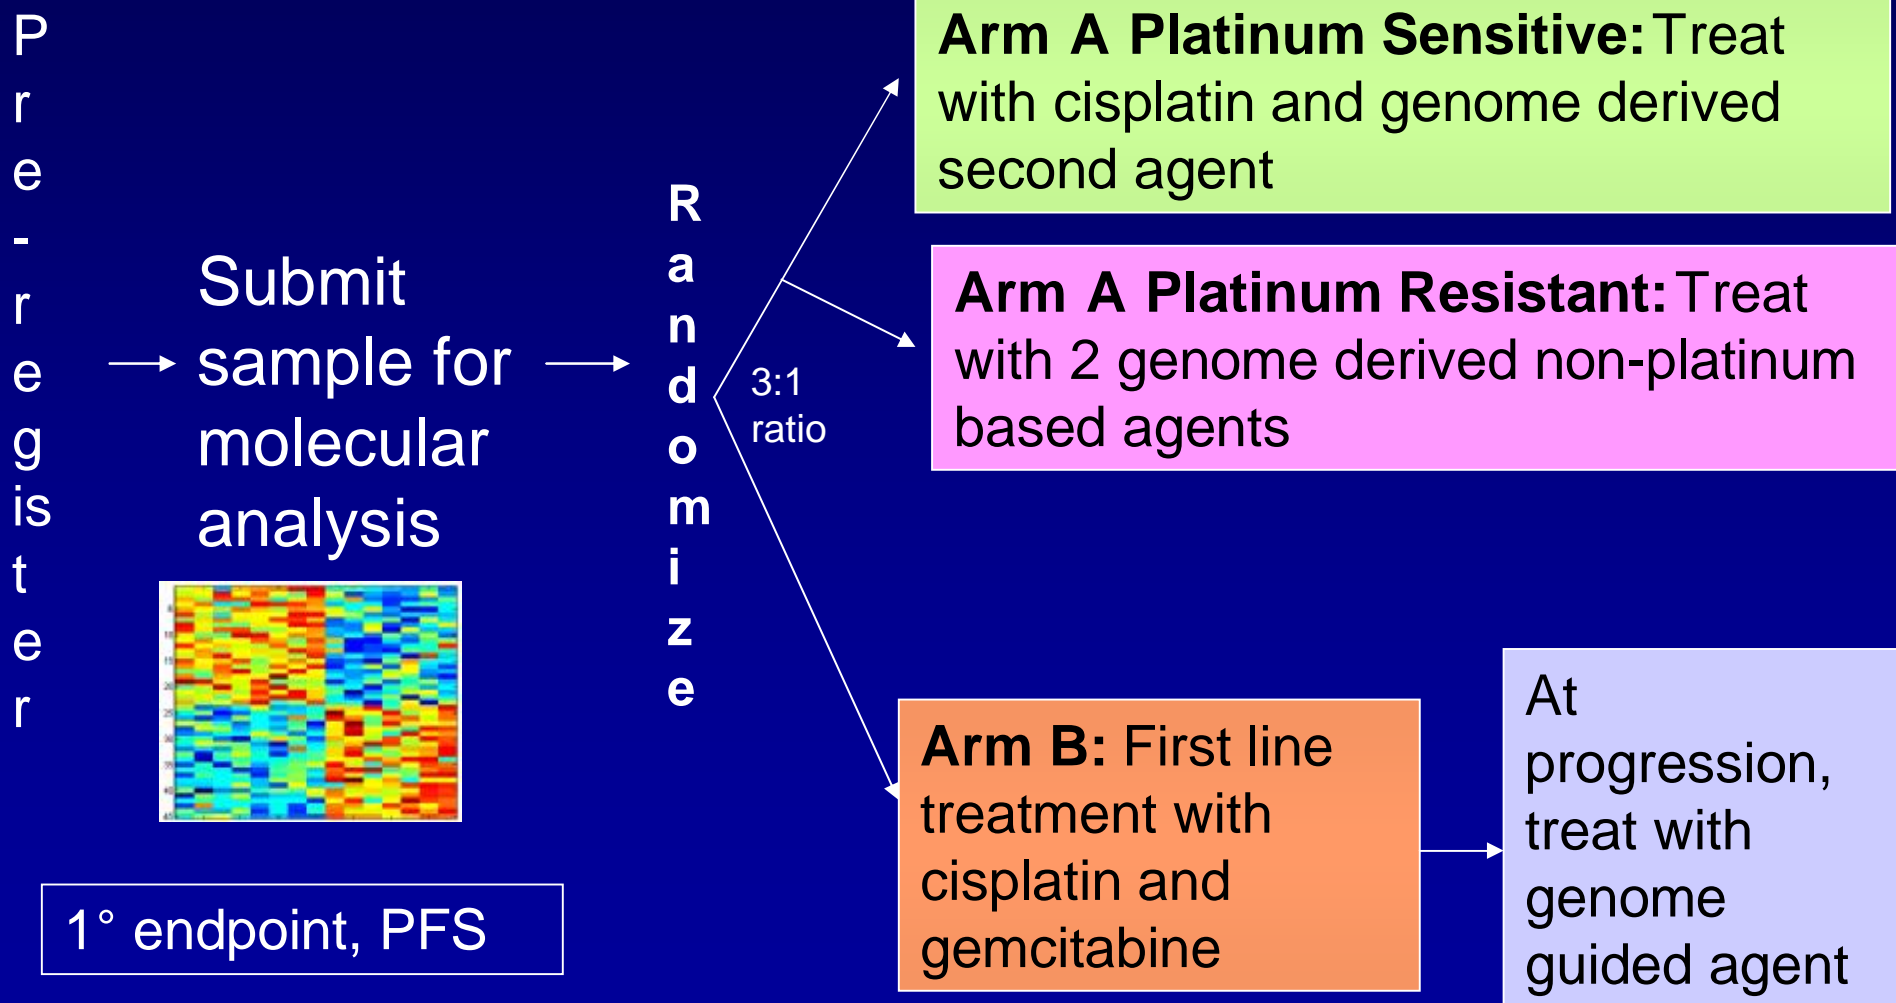 Pre-register
Submit
sample for
molecular
analysis
1° endpoint, PFS
Randomize
3:1
ratio
Arm A Platinum Sensitive: Treat
with cisplatin and genome derived
second agent
Arm A Platinum Resistant: Treat
with 2 genome derived non-platinum
based agents
Arm B: First line
treatment with
cisplatin and
gemcitabine
At
progression,
treat with
genome
guided agent